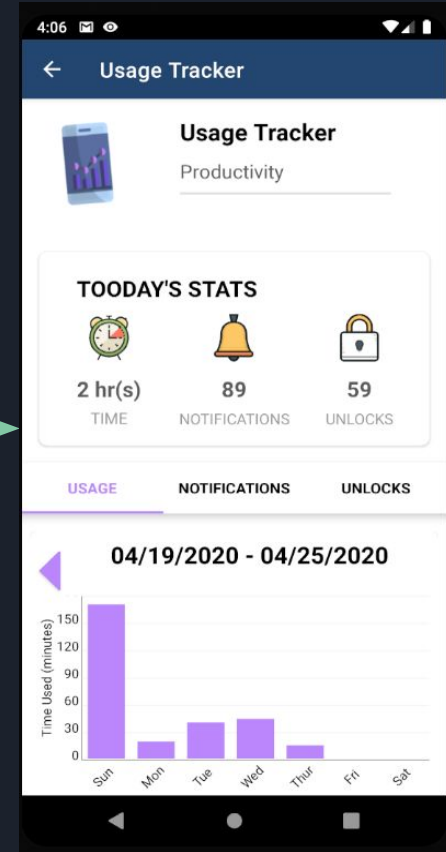 4:06
Usage Tracker
Usage Tracker
Productivity
TOODAY'S STATS
2 hr(s) 89 59
TIME NOTIFICATIONS UNLOCKS
USAGE NOTIFICATIONS UNLOCKS
04/19/2020 - 04/25/2020
Time Used (minutes)
150
120
90
60
30
0
Sun Mon Tue Wed Thur Fri Sat